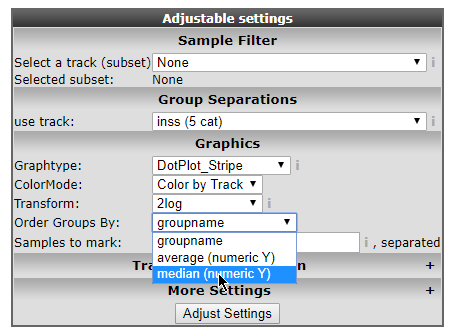 Adjustable settings
Sample Filter
Select a track (subset) None i
Selected subset: None
Group Separations
use track: inss (5 cat) i
Graphics
Graphtype: DotPlot_Stripe i
ColorMode: Color by Track
Transform: 2log i
Order Groups By: groupname
groupname
Samples to mark: i , separated
average (numeric Y)
median (numeric Y) +
More Settings +
Adjust Settings